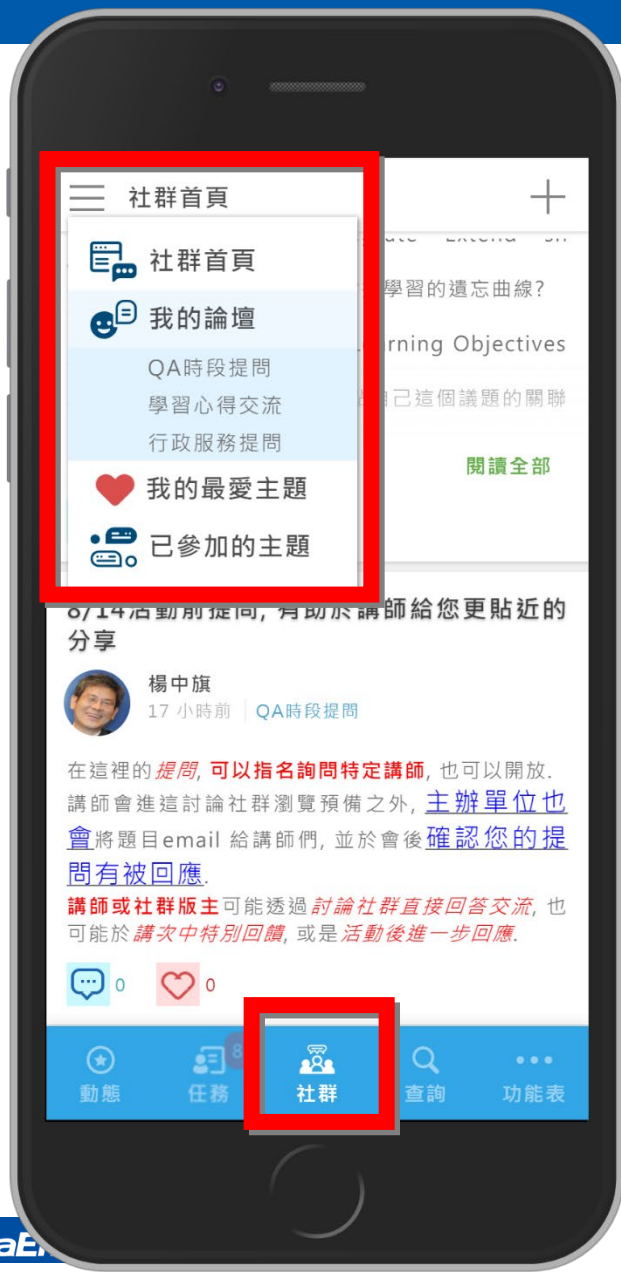 社群首頁
社群首頁
我的論壇
QA時段提問
學習心得交流
行政服務提問
我的最愛主題
已參加的主題
學習的遺忘曲線?
rning Objectives
己這個議題的關聯
閱讀全部
8/14活動前提問, 有助於講師給您更貼近的
分享
楊中旗
17 小時前 QA時段提問
在這裡的提問, 可以指名詢問特定講師, 也可以開放.
講師會進這討論社群瀏覽預備之外, 主辦單位也
會將題目email 給講師們, 並於會後確認您的提
問有被回應.
講師或社群版主可能透過討論社群直接回答交流, 也
可能於講次中特別回饋, 或是活動後進一步回應.
0 0
8
動態 任務 社群 查詢 功能表